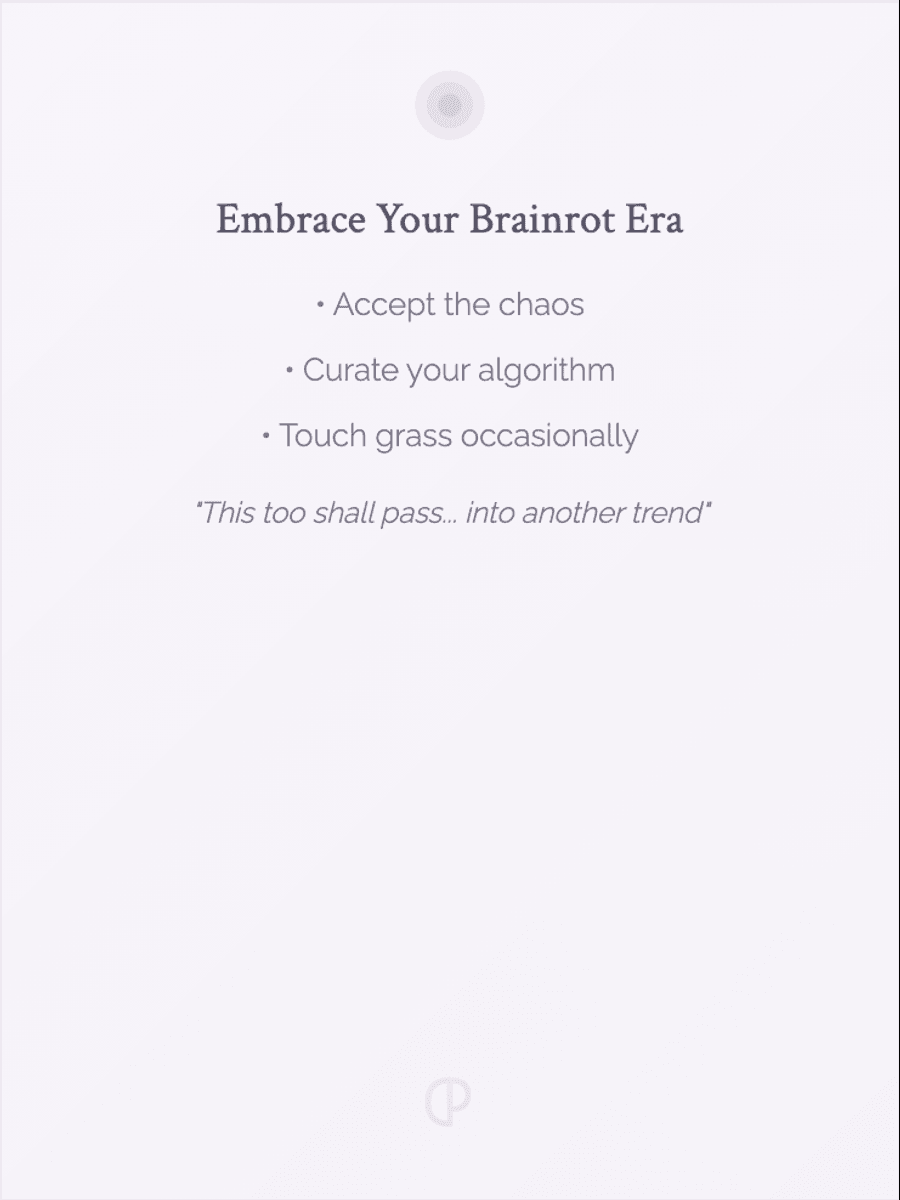 Embrace Your Brainrot Era
• Accept the chaos
• Curate your algorithm
• Touch grass occasionally
"This too shall pass... into another trend"